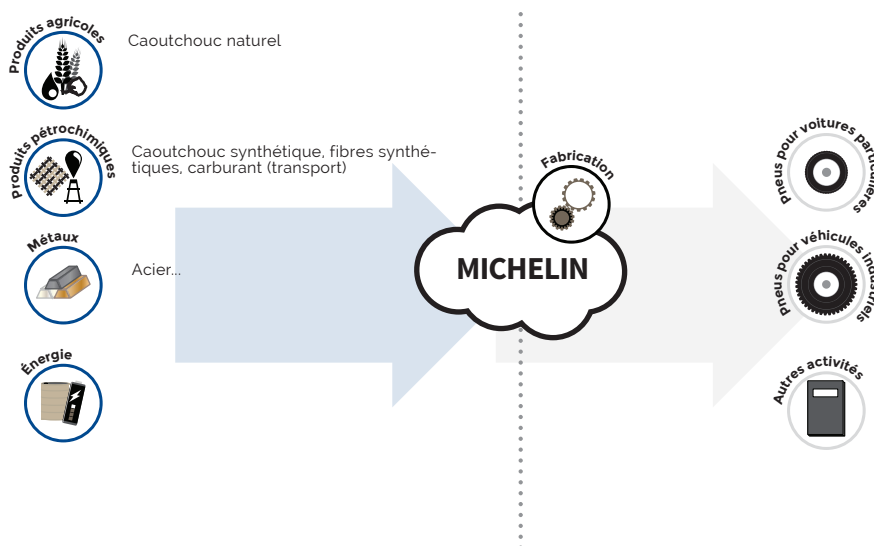 Produits agricoles
Caoutchouc naturel
Produits pétrochimiques
Caoutchouc synthétique, fibres synthé-
tiques, carburant (transport)
Métaux
Acier...
Énergie
Fabrication
MICHELIN
Pneus pour voitures particulières
Pneus pour véhicules industriels
Autres activités